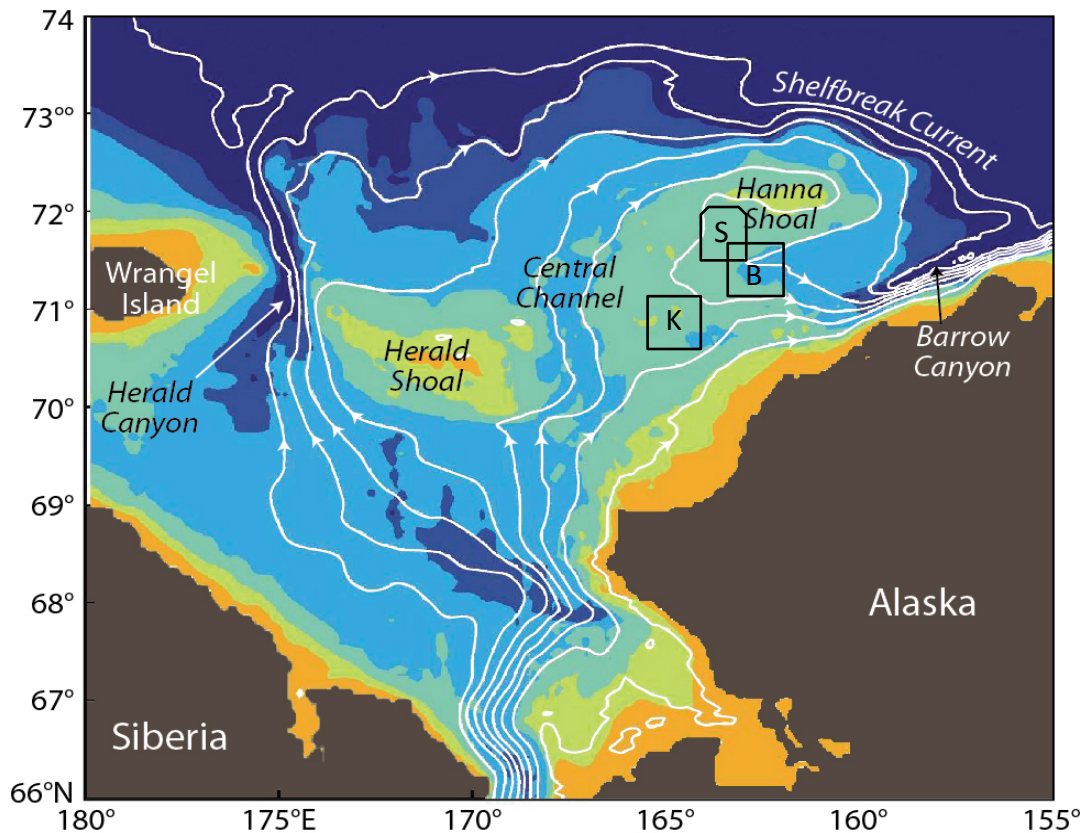 74
73°°
72°
71°
70°
69°
68°
67°
66°N
180°
175°E
170°
165°
160°
155°
Shelfbreak Current
Hanna
Shoal
S
B
K
Central
Channel
Wrangel
Island
Herald
Shoal
Herald
Canyon
Barrow
Canyon
Alaska
Siberia